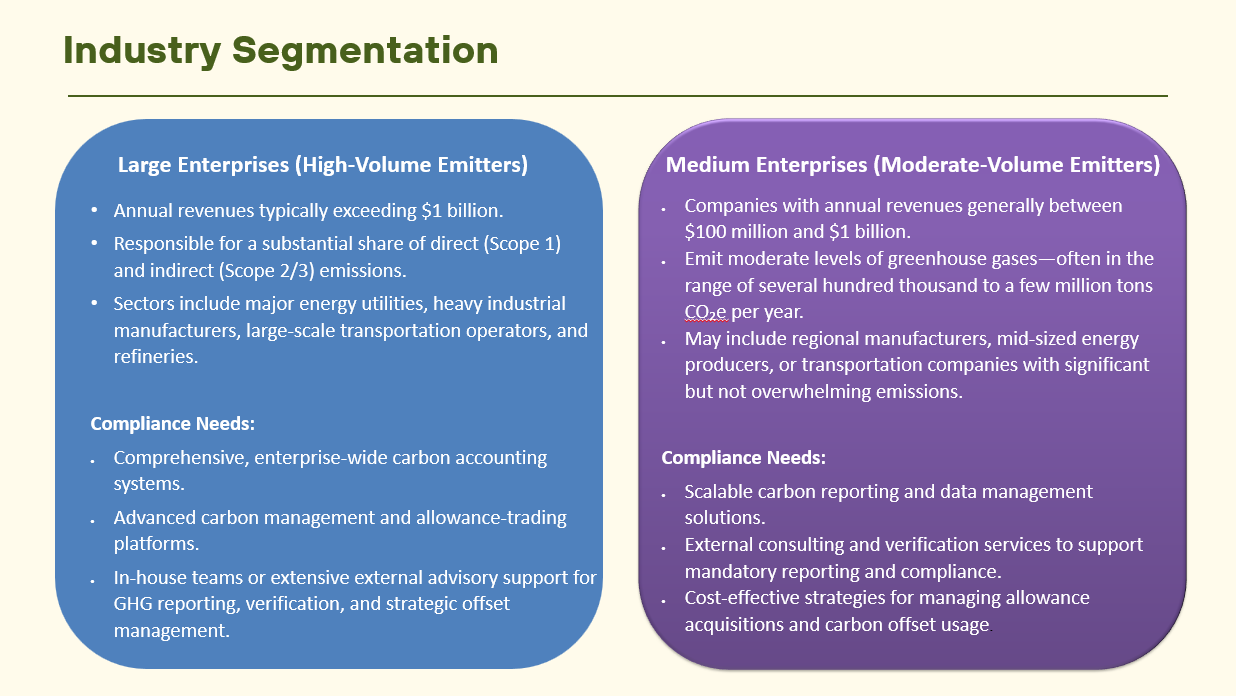 Industry Segmentation
Large Enterprises (High-Volume Emitters)
• Annual revenues typically exceeding $1 billion.
• Responsible for a substantial share of direct (Scope 1)
and indirect (Scope 2/3) emissions.
• Sectors include major energy utilities, heavy industrial
manufacturers, large-scale transportation operators, and
refineries.
Compliance Needs:
• Comprehensive, enterprise-wide carbon accounting
systems.
• Advanced carbon management and allowance-trading
platforms.
• In-house teams or extensive external advisory support for
GHG reporting, verification, and strategic offset
management.
Medium Enterprises (Moderate-Volume Emitters)
• Companies with annual revenues generally between
$100 million and $1 billion.
• Emit moderate levels of greenhouse gases—often in the
range of several hundred thousand to a few million tons
CO₂e per year.
• May include regional manufacturers, mid-sized energy
producers, or transportation companies with significant
but not overwhelming emissions.
Compliance Needs:
• Scalable carbon reporting and data management
solutions.
• External consulting and verification services to support
mandatory reporting and compliance.
• Cost-effective strategies for managing allowance
acquisitions and carbon offset usage